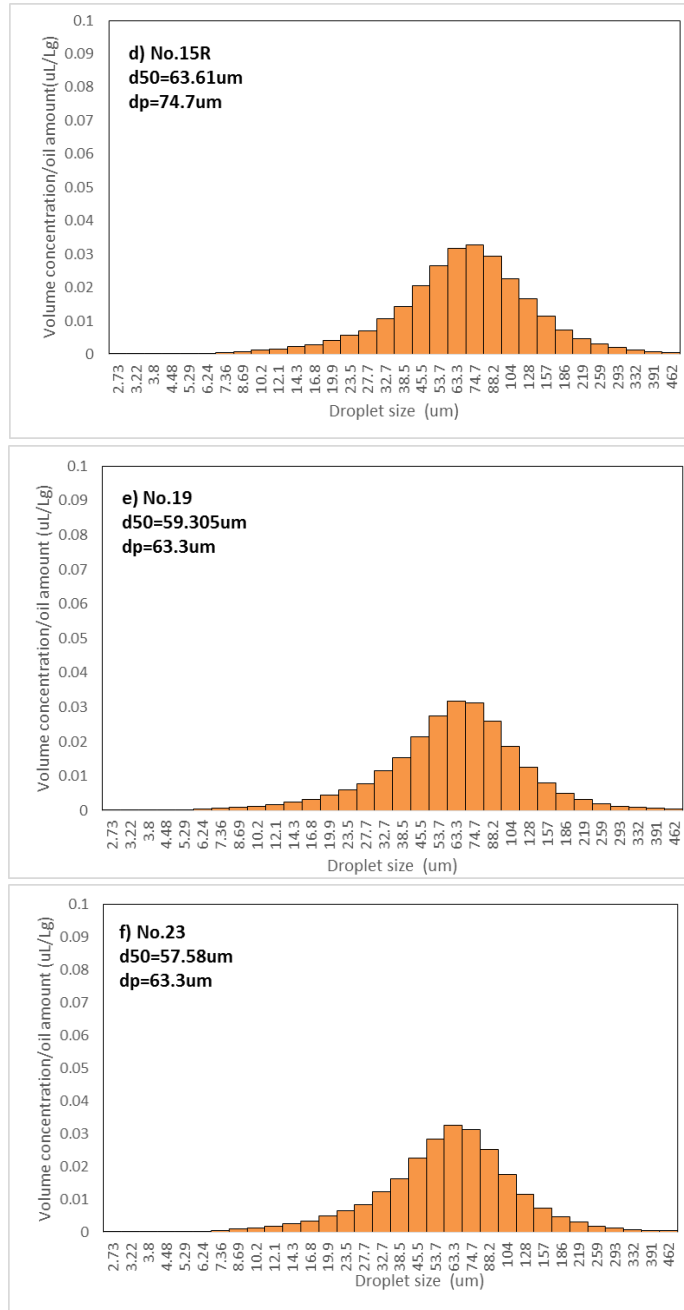 d) No.15R
d50=63.61um
dp=74.7um
Volume concentration/oil amount(uL/Lg)
0.1
0.09
0.08
0.07
0.06
0.05
0.04
0.03
0.02
0.01
0
2.73 3.22 3.8 4.48 5.29 6.24 7.36 8.69 10.2 12.1 14.3 16.8 19.9 23.5 27.7 32.7 38.5 45.5 53.7 63.3 74.7 88.2 104 128 157 186 219 259 293 332 391 462
Droplet size (um)
e) No.19
d50=59.305um
dp=63.3um
Volume concentration/oil amount (uL/Lg)
0.1
0.09
0.08
0.07
0.06
0.05
0.04
0.03
0.02
0.01
0
2.73 3.22 3.8 4.48 5.29 6.24 7.36 8.69 10.2 12.1 14.3 16.8 19.9 23.5 27.7 32.7 38.5 45.5 53.7 63.3 74.7 88.2 104 128 157 186 219 259 293 332 391 462
Droplet size (um)
f) No.23
d50=57.58um
dp=63.3um
Volume concentration/oil amount (uL/Lg)
0.1
0.09
0.08
0.07
0.06
0.05
0.04
0.03
0.02
0.01
0
2.73 3.22 3.8 4.48 5.29 6.24 7.36 8.69 10.2 12.1 14.3 16.8 19.9 23.5 27.7 32.7 38.5 45.5 53.7 63.3 74.7 88.2 104 128 157 186 219 259 293 332 391 462
Droplet size (um)